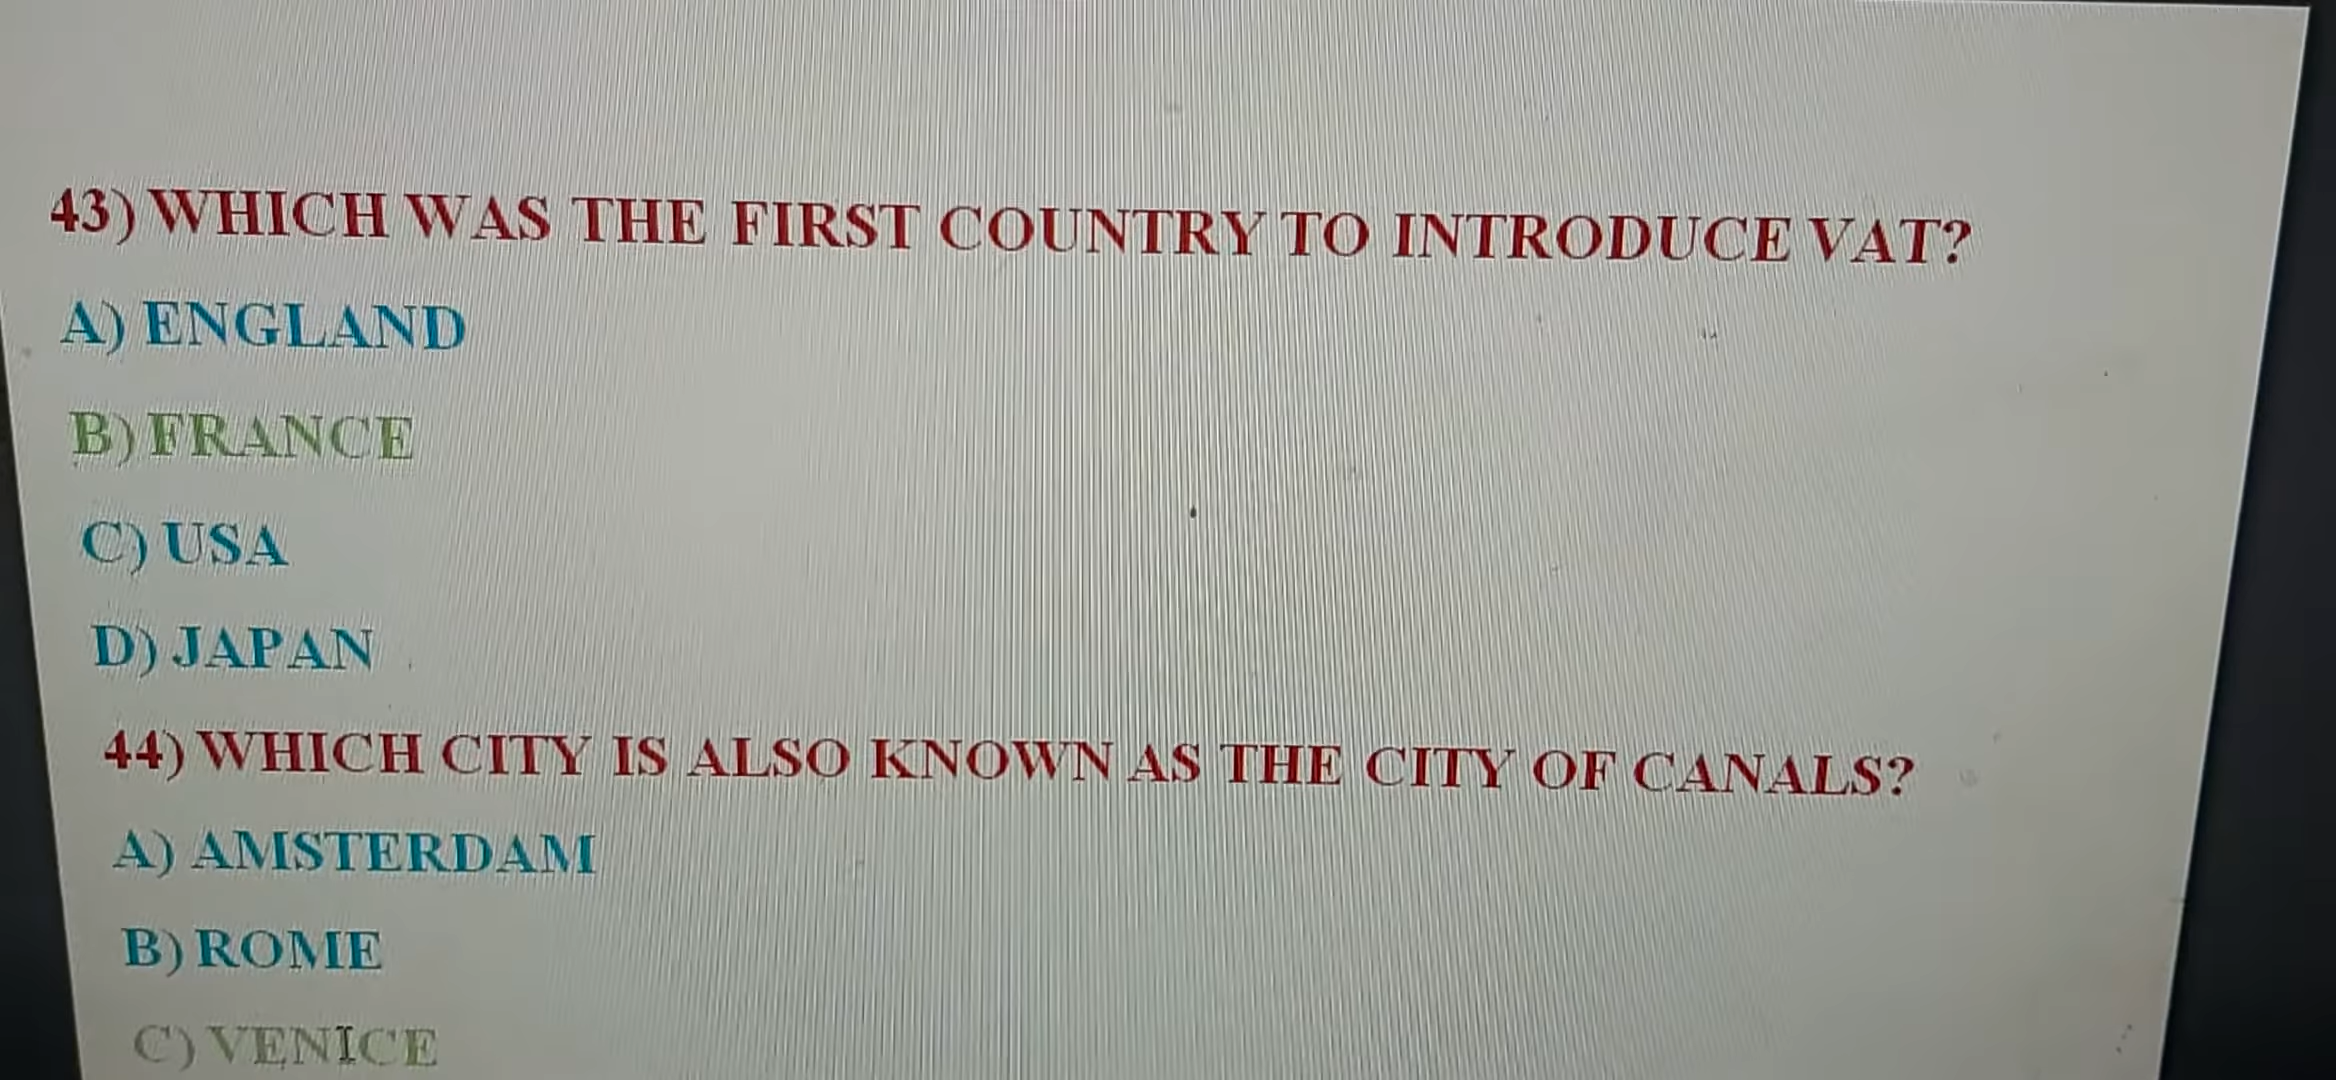 43) WHICH WAS THE FIRST COUNTRY TO INTRODUCE VAT?
A) ENGLAND
B) FRANCE
C) USA
D) JAPAN
44) WHICH CITY IS ALSO KNOWN AS THE CITY OF CANALS?
A) AMSTERDAM
B) ROME
C) VENICE